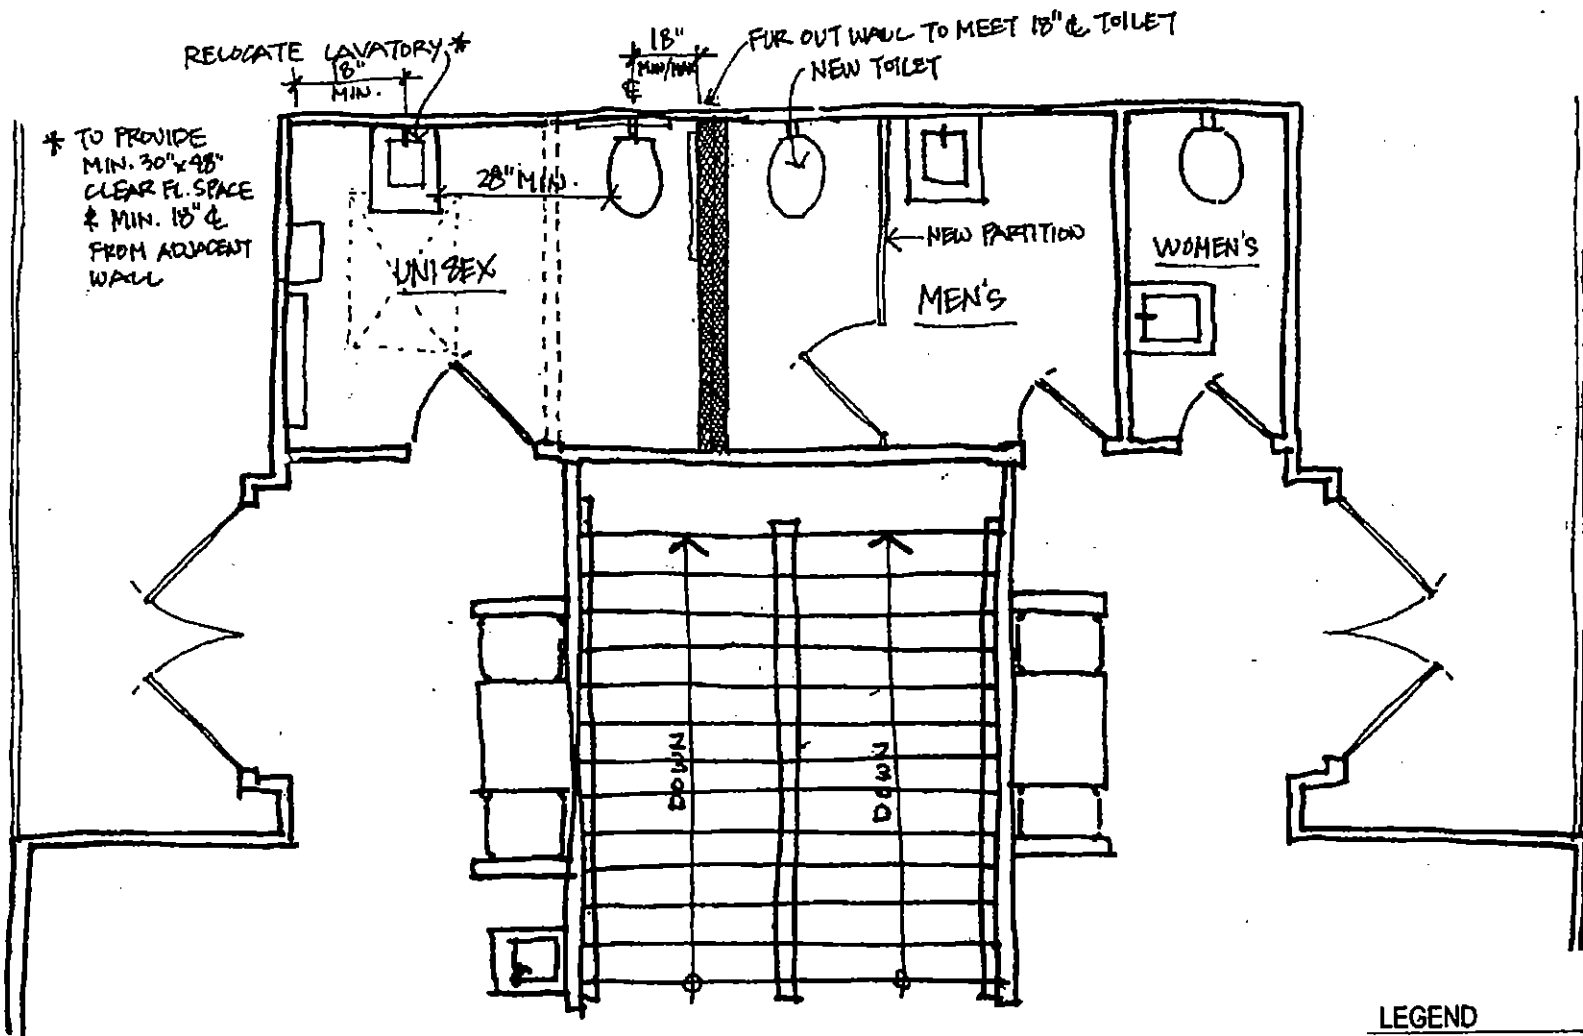 RELOCATE LAVATORY *
18"
MIN.
18"
MIN/MAX
℄
FUR OUT WALL TO MEET 18" ℄ TOILET
NEW TOILET
* TO PROVIDE
MIN. 30"x48"
CLEAR FL. SPACE
& MIN. 18" ℄
FROM ADJACENT
WALL
28" MIN.
UNISEX
NEW PARTITION
MEN'S
WOMEN'S
DOWN
DOWN
LEGEND